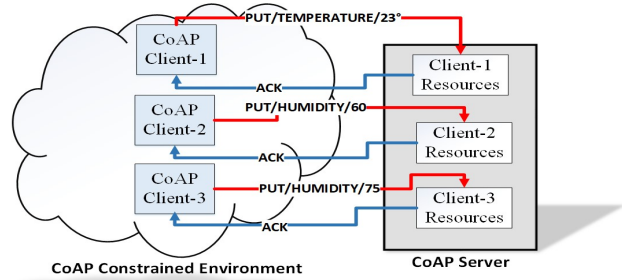 PUT/TEMPERATURE/23°
CoAP
Client-1
Client-1
Resources
ACK
CoAP
Client-2
PUT/HUMIDITY/60
Client-2
Resources
ACK
CoAP
Client-3
PUT/HUMIDITY/75
Client-3
Resources
ACK
CoAP Constrained Environment
CoAP Server